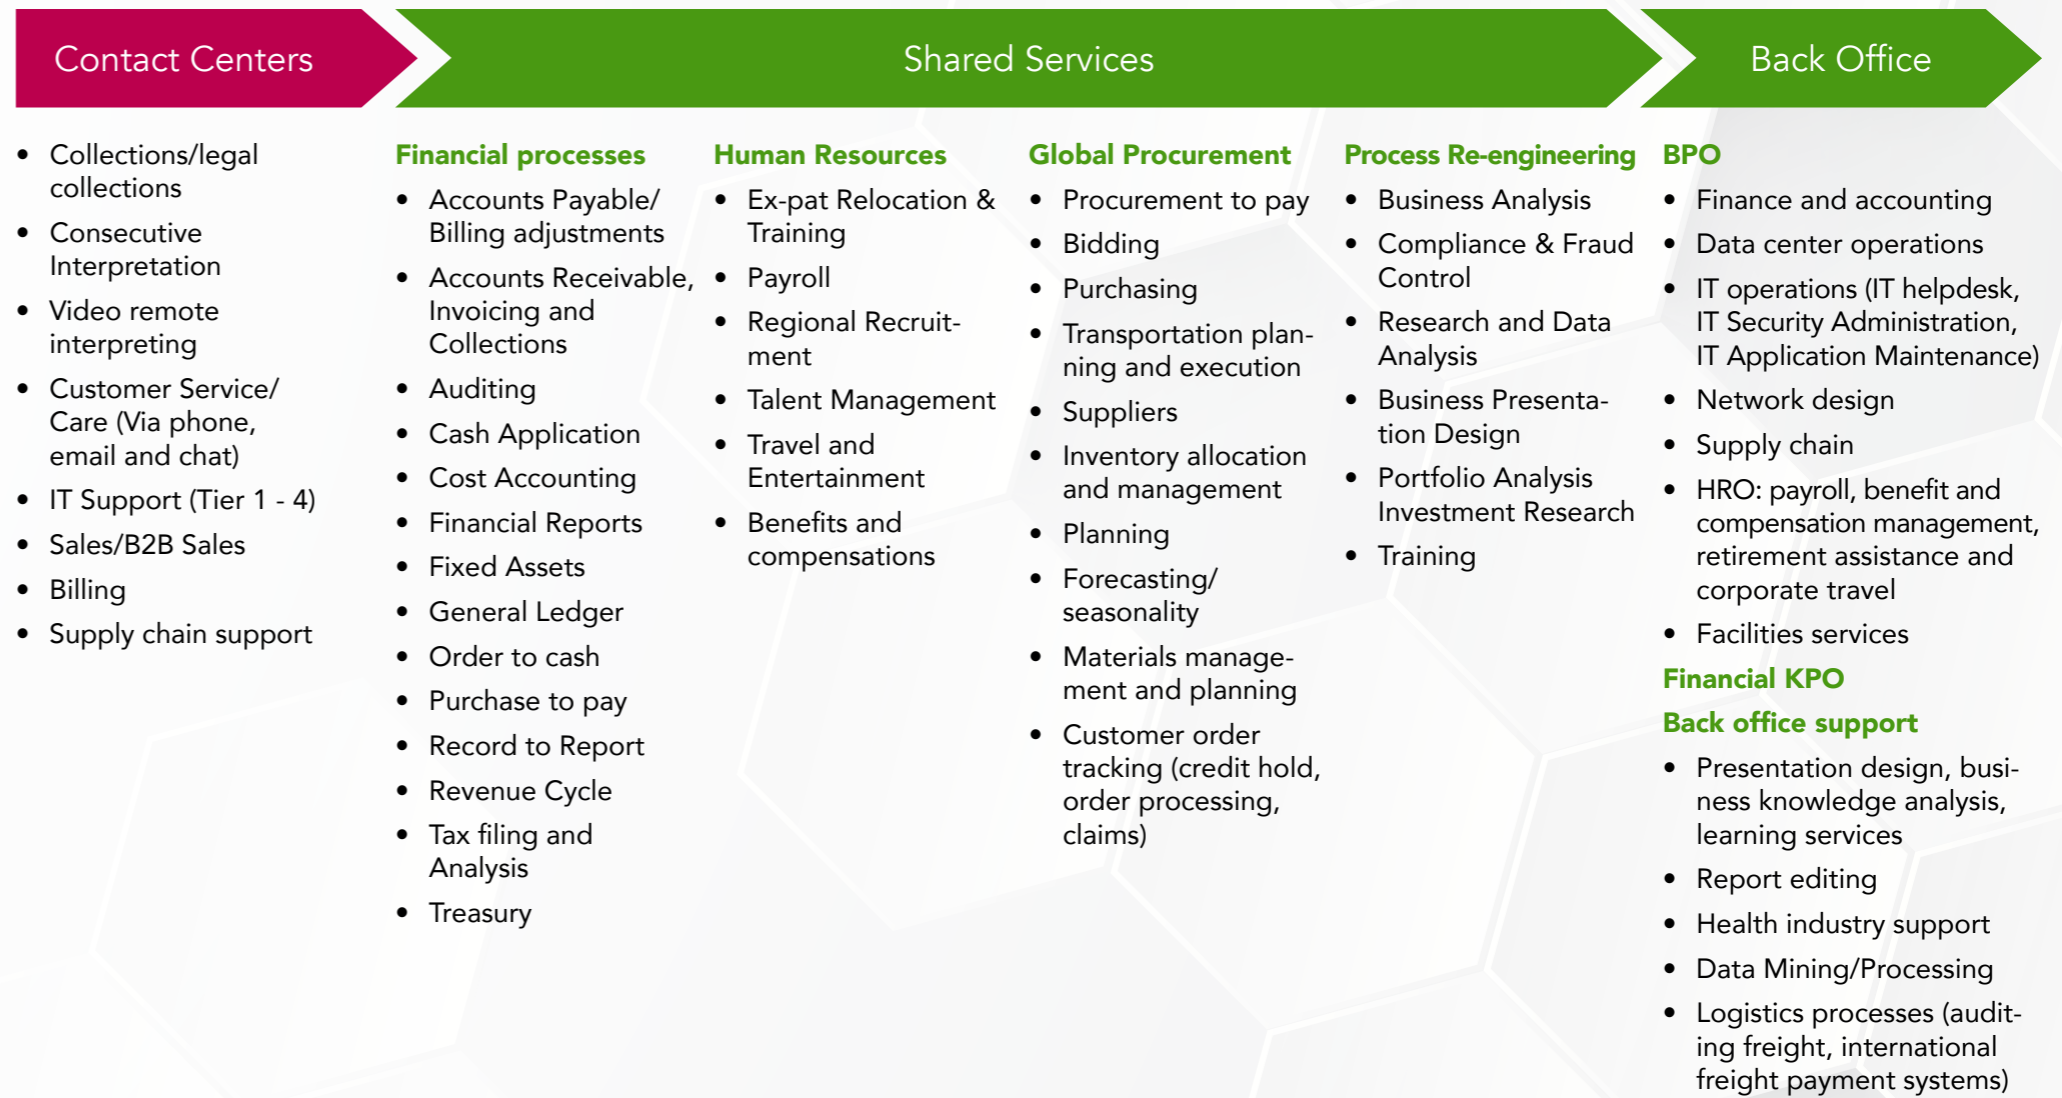 Contact Centers
Shared Services
Back Office
• Collections/legal
collections
• Consecutive
Interpretation
• Video remote
interpreting
• Customer Service/
Care (Via phone,
email and chat)
• IT Support (Tier 1 - 4)
• Sales/B2B Sales
• Billing
• Supply chain support
Financial processes
• Accounts Payable/
Billing adjustments
• Accounts Receivable,
Invoicing and
Collections
• Auditing
• Cash Application
• Cost Accounting
• Financial Reports
• Fixed Assets
• General Ledger
• Order to cash
• Purchase to pay
• Record to Report
• Revenue Cycle
• Tax filing and
Analysis
• Treasury
Human Resources
• Ex-pat Relocation &
Training
• Payroll
• Regional Recruit-
ment
• Talent Management
• Travel and
Entertainment
• Benefits and
compensations
Global Procurement
• Procurement to pay
• Bidding
• Purchasing
• Transportation plan-
ning and execution
• Suppliers
• Inventory allocation
and management
• Planning
• Forecasting/
seasonality
• Materials manage-
ment and planning
• Customer order
tracking (credit hold,
order processing,
claims)
Process Re-engineering
• Business Analysis
• Compliance & Fraud
Control
• Research and Data
Analysis
• Business Presenta-
tion Design
• Portfolio Analysis
Investment Research
• Training
BPO
• Finance and accounting
• Data center operations
• IT operations (IT helpdesk,
IT Security Administration,
IT Application Maintenance)
• Network design
• Supply chain
• HRO: payroll, benefit and
compensation management,
retirement assistance and
corporate travel
• Facilities services
Financial KPO
Back office support
• Presentation design, busi-
ness knowledge analysis,
learning services
• Report editing
• Health industry support
• Data Mining/Processing
• Logistics processes (audit-
ing freight, international
freight payment systems)